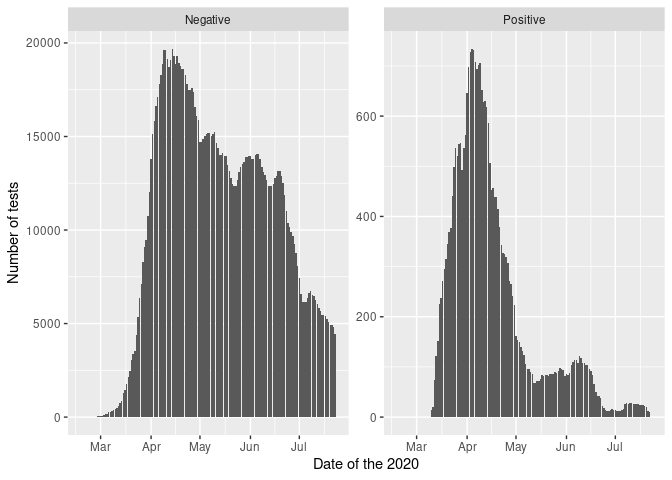 Negative
Positive
Number of tests
20000
15000
10000
5000
0
600
400
200
0
Mar Apr May Jun Jul
Mar Apr May Jun Jul
Date of the 2020